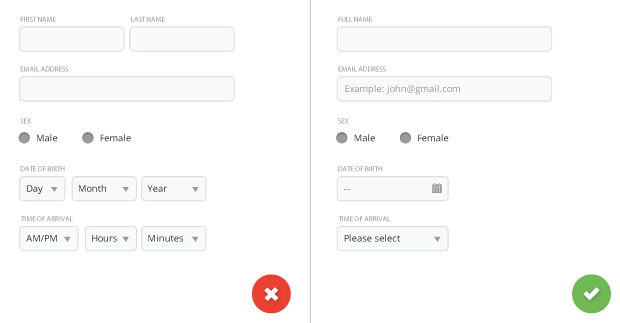 FIRST NAME LAST NAME
EMAIL ADDRESS
SEX
Male Female
DATE OF BIRTH
Day Month Year
TIME OF ARRIVAL
AM/PM Hours Minutes
FULL NAME
EMAIL ADDRESS
Example: john@gmail.com
SEX
Male Female
DATE OF BIRTH
--
TIME OF ARRIVAL
Please select